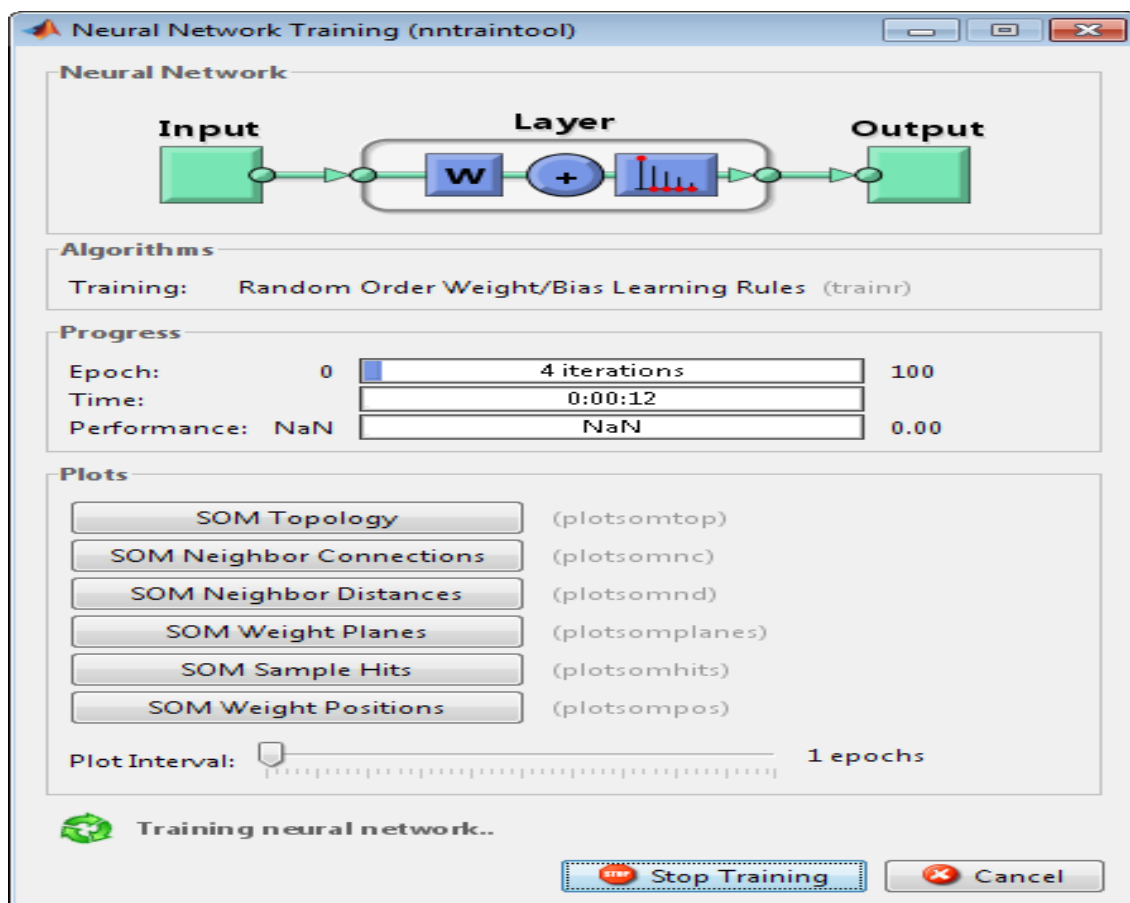 Neural Network Training (nntraintool)
Neural Network
Input
Layer
Output
W
+
Algorithms
Training: Random Order Weight/Bias Learning Rules (trainr)
Progress
Epoch: 0 4 iterations 100
Time: 0:00:12
Performance: NaN NaN 0.00
Plots
SOM Topology (plotsomtop)
SOM Neighbor Connections (plotsomnc)
SOM Neighbor Distances (plotsomnd)
SOM Weight Planes (plotsomplanes)
SOM Sample Hits (plotsomhits)
SOM Weight Positions (plotsompos)
Plot Interval: 1 epochs
Training neural network..
STOP Stop Training
Cancel